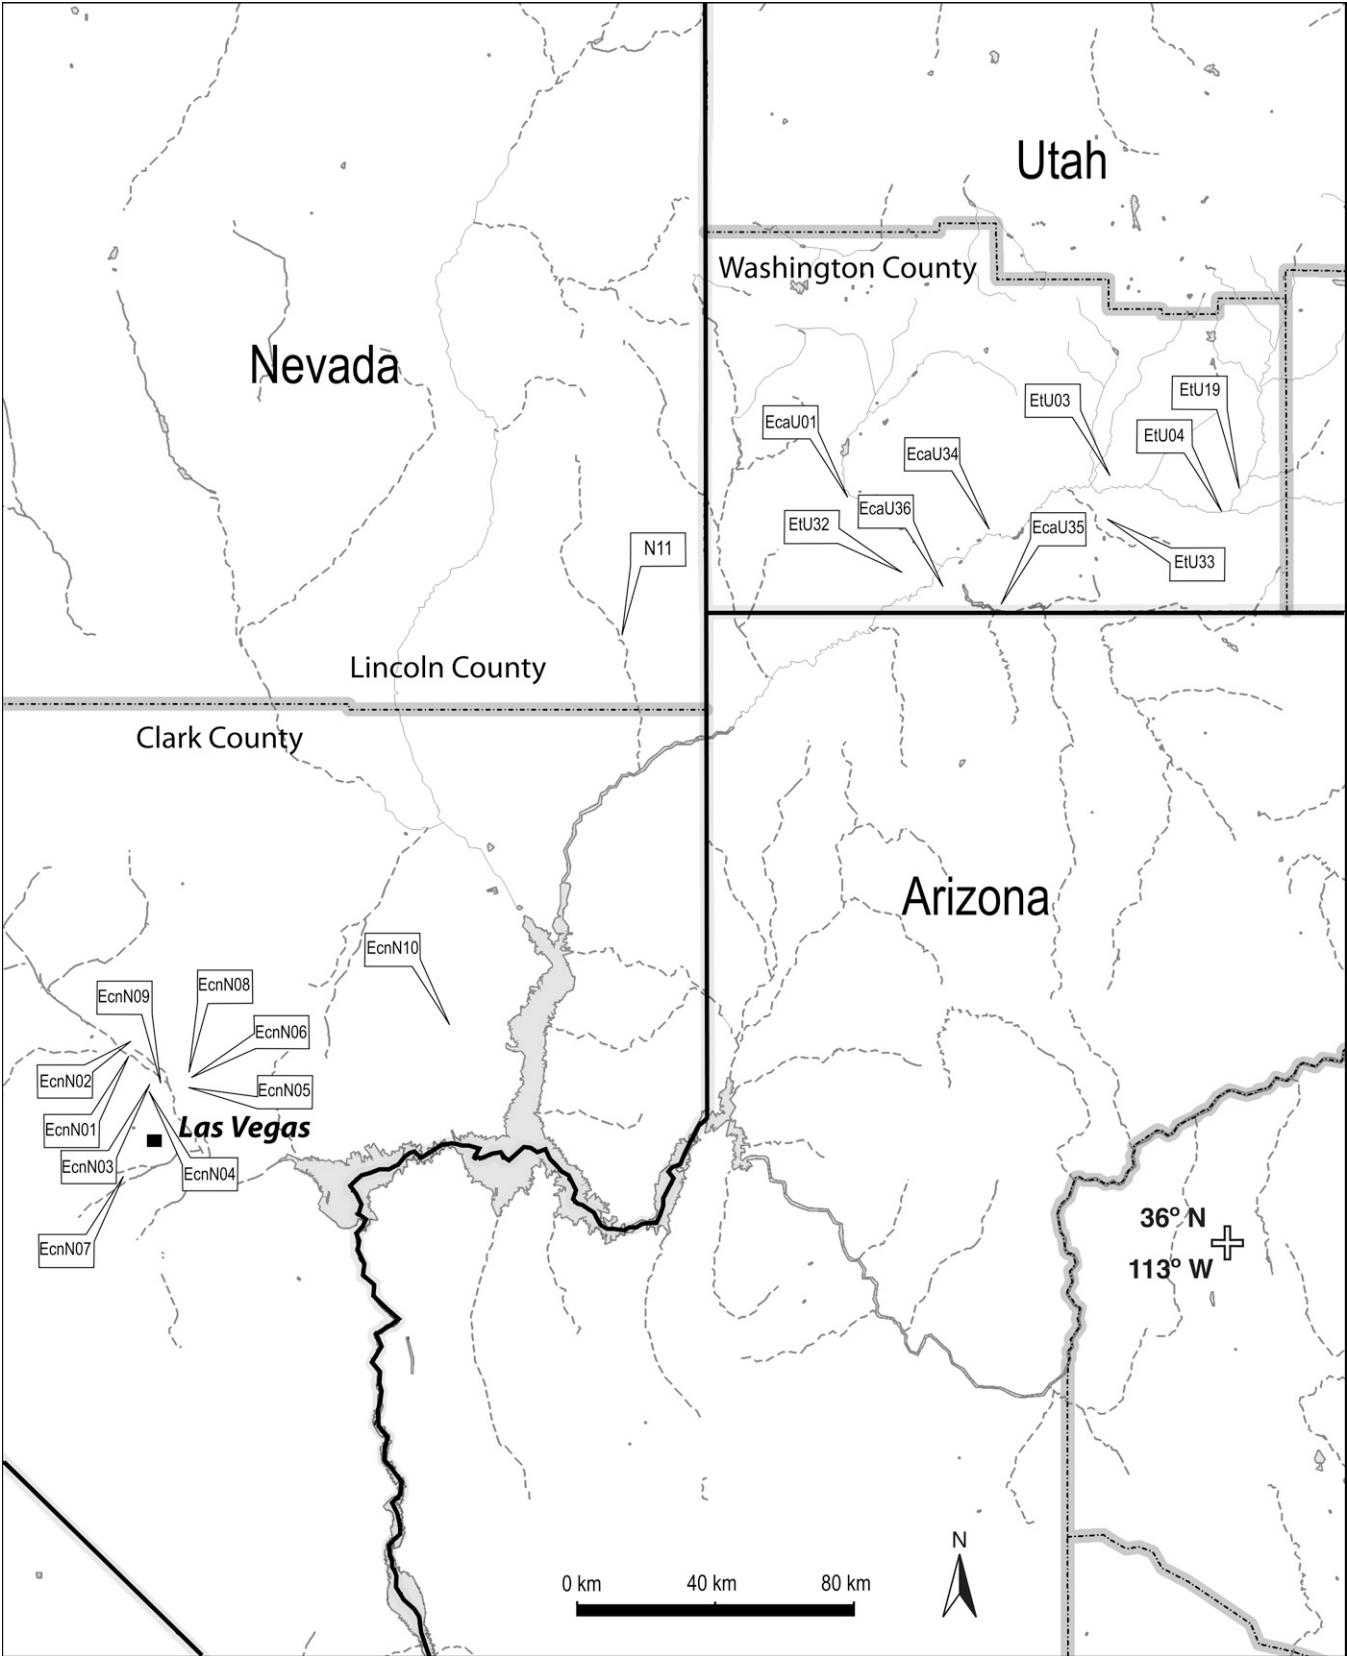 Utah
Washington County
Nevada
EtU19
EtU03
EcaU01
EtU04
EcaU34
EcaU36
EtU32
EcaU35
N11
EtU33
Lincoln County
Clark County
Arizona
EcnN10
EcnN08
EcnN09
EcnN06
EcnN02
EcnN05
EcnN01
Las Vegas
EcnN03
EcnN04
EcnN07
36° N
113° W
N
0 km 40 km 80 km